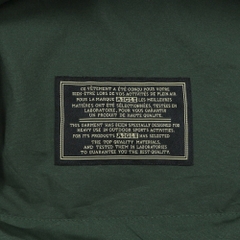 CE VÊTEMENT A ÉTÉ CONÇU POUR VOTRE
BIEN-ÊTRE LORS DE VOS ACTIVITÉS DE PLEIN AIR.
POUR LA MARQUE AIGLE LES MEILLEURES
MATIÈRES ONT ÉTÉ SÉLECTIONNÉES, TESTÉES EN
LABORATOIRE, POUR VOUS GARANTIR
UN PRODUIT DE HAUTE QUALITÉ.
THIS GARMENT HAS BEEN SPECIALLY DESIGNED FOR
HEAVY USE IN OUTDOOR SPORTS ACTIVITIES.
FOR IT'S PRODUCTS AIGLE HAS SELECTED
THE TOP QUALITY MATERIALS,
AND TESTED THEM IN LABORATORIES
TO GUARANTEE YOU THE BEST QUALITY.